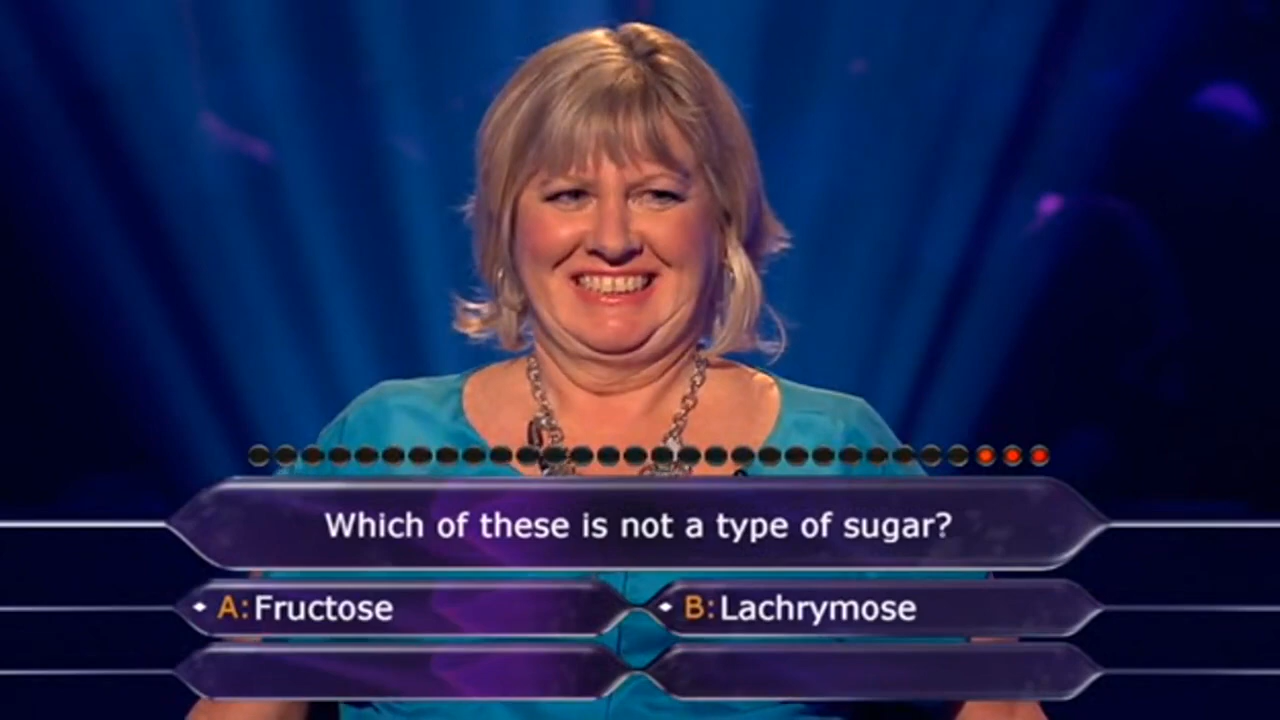 Which of these is not a type of sugar?
A: Fructose
B: Lachrymose